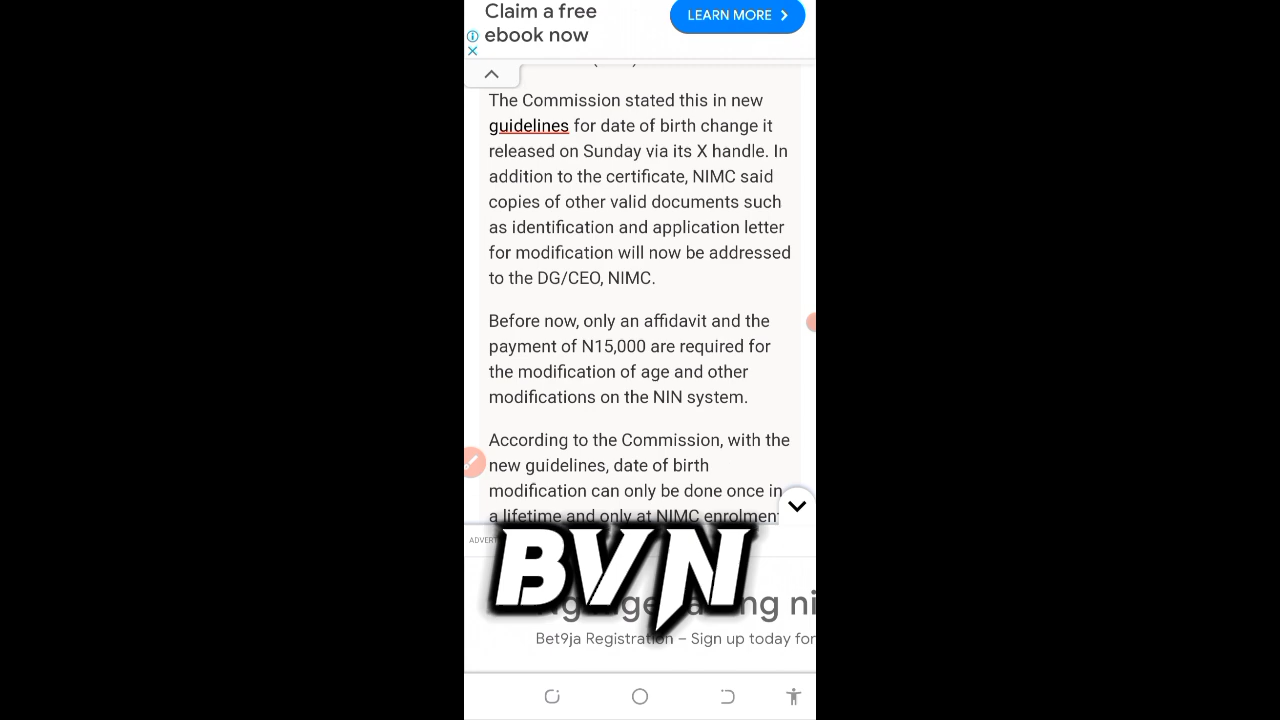 Claim a free
ebook now
LEARN MORE
The Commission stated this in new
guidelines for date of birth change it
released on Sunday via its X handle. In
addition to the certificate, NIMC said
copies of other valid documents such
as identification and application letter
for modification will now be addressed
to the DG/CEO, NIMC.
Before now, only an affidavit and the
payment of N15,000 are required for
the modification of age and other
modifications on the NIN system.
According to the Commission, with the
new guidelines, date of birth
modification can only be done once in
a lifetime and only at NIMC enrolment
BVN
Bet9ja Registration – Sign up today for